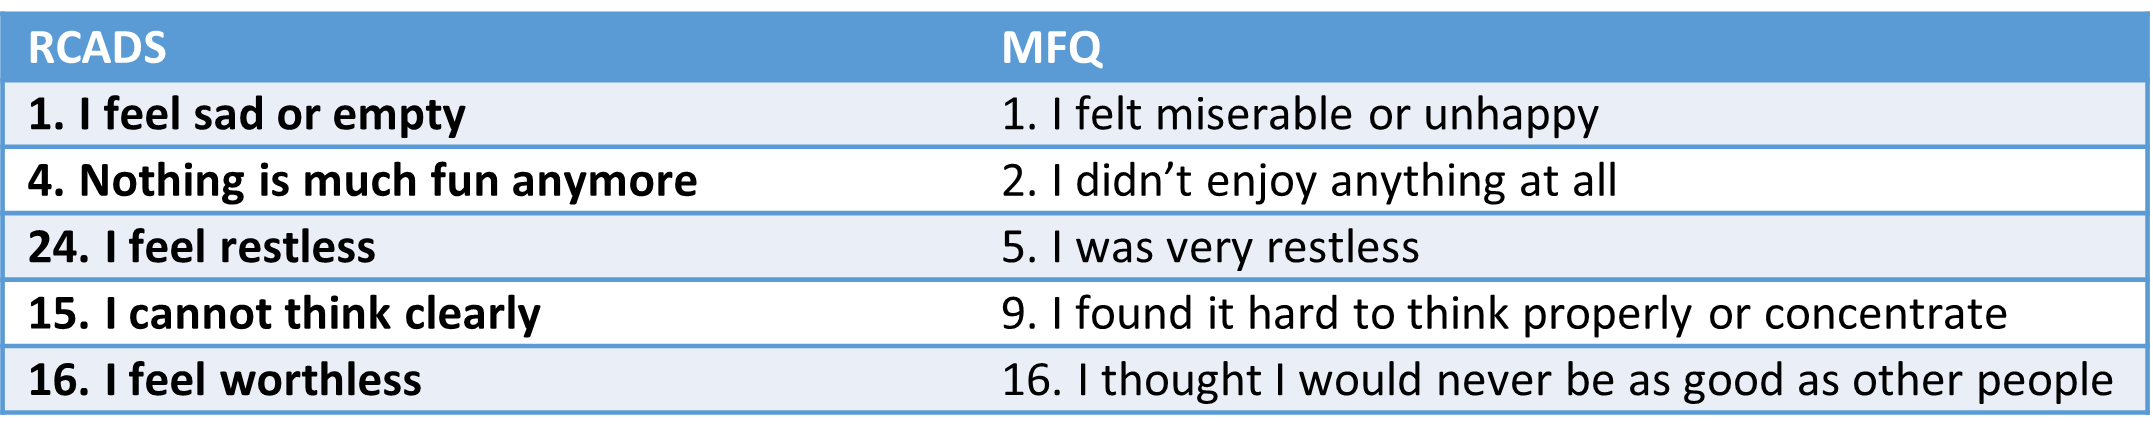 RCADS MFQ
1. I feel sad or empty 1. I felt miserable or unhappy
4. Nothing is much fun anymore 2. I didn’t enjoy anything at all
24. I feel restless 5. I was very restless
15. I cannot think clearly 9. I found it hard to think properly or concentrate
16. I feel worthless 16. I thought I would never be as good as other people